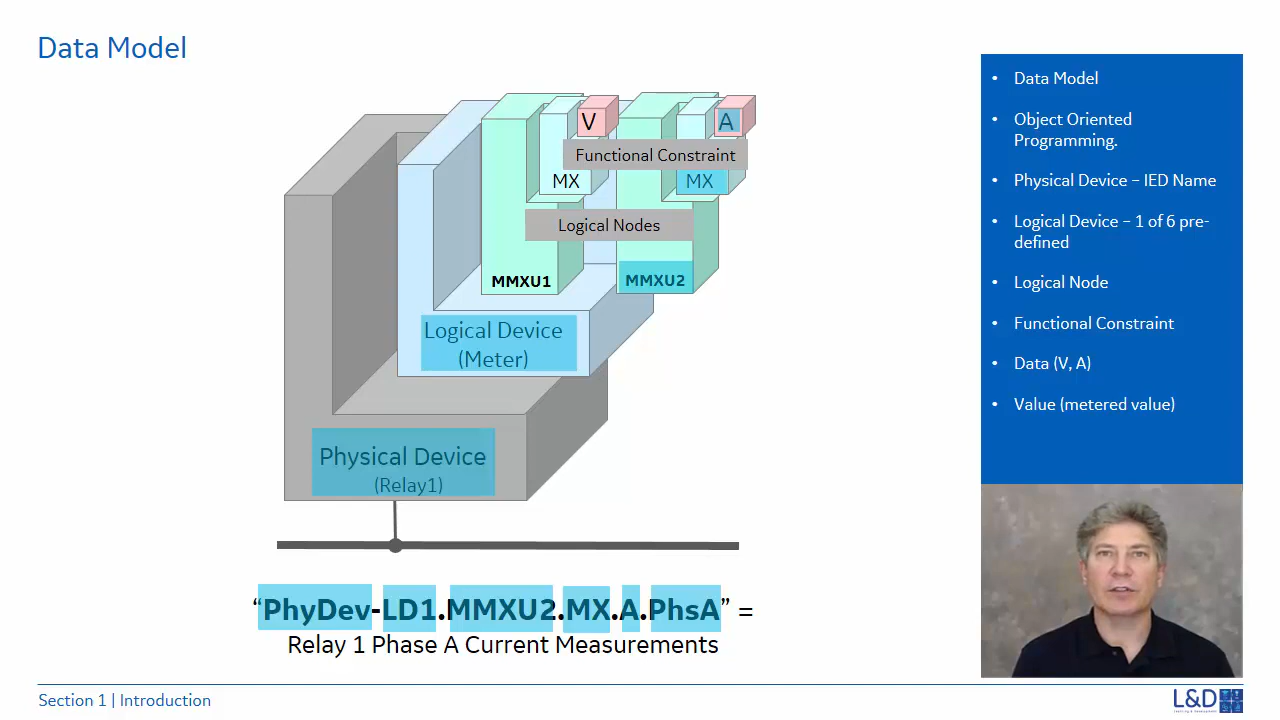 Data Model
V
A
Functional Constraint
MX
MX
Logical Nodes
MMXU1
MMXU2
Logical Device
(Meter)
Physical Device
(Relay1)
“PhyDev-LD1.MMXU2.MX.A.PhsA” =
Relay 1 Phase A Current Measurements
• Data Model
• Object Oriented
Programming.
• Physical Device – IED Name
• Logical Device – 1 of 6 pre-
defined
• Logical Node
• Functional Constraint
• Data (V, A)
• Value (metered value)
Section 1 | Introduction
L&D